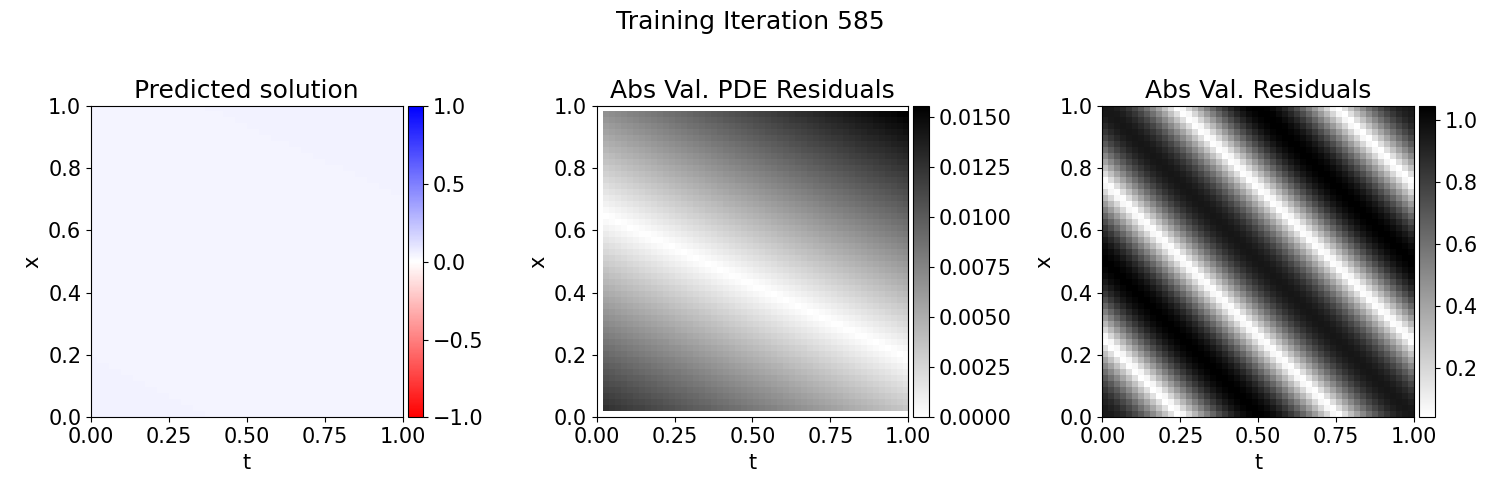 Training Iteration 585
Predicted solution
Abs Val. PDE Residuals
Abs Val. Residuals
1.0
0.8
0.6
0.4
0.2
0.0
x
0.00 0.25 0.50 0.75 1.00
t
1.0
0.5
0.0
−0.5
−1.0
1.0
0.8
0.6
0.4
0.2
0.0
x
0.00 0.25 0.50 0.75 1.00
t
0.0150
0.0125
0.0100
0.0075
0.0050
0.0025
0.0000
1.0
0.8
0.6
0.4
0.2
0.0
x
0.00 0.25 0.50 0.75 1.00
t
1.0
0.8
0.6
0.4
0.2